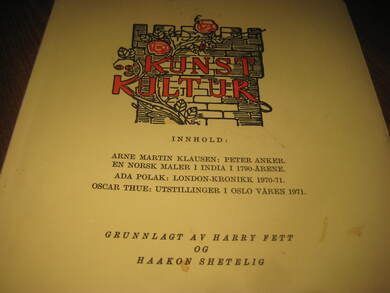 KUNST
OG
KULTUR
INNHOLD:
ARNE MARTIN KLAUSEN: PETER ANKER.
EN NORSK MALER I INDIA I 1790-ÅRENE.
ADA POLAK: LONDON-KRONIKK 1970-71.
OSCAR THUE: UTSTILLINGER I OSLO VÅREN 1971.
GRUNNLAGT AV HARRY FETT
OG
HAAKON SHETELIG